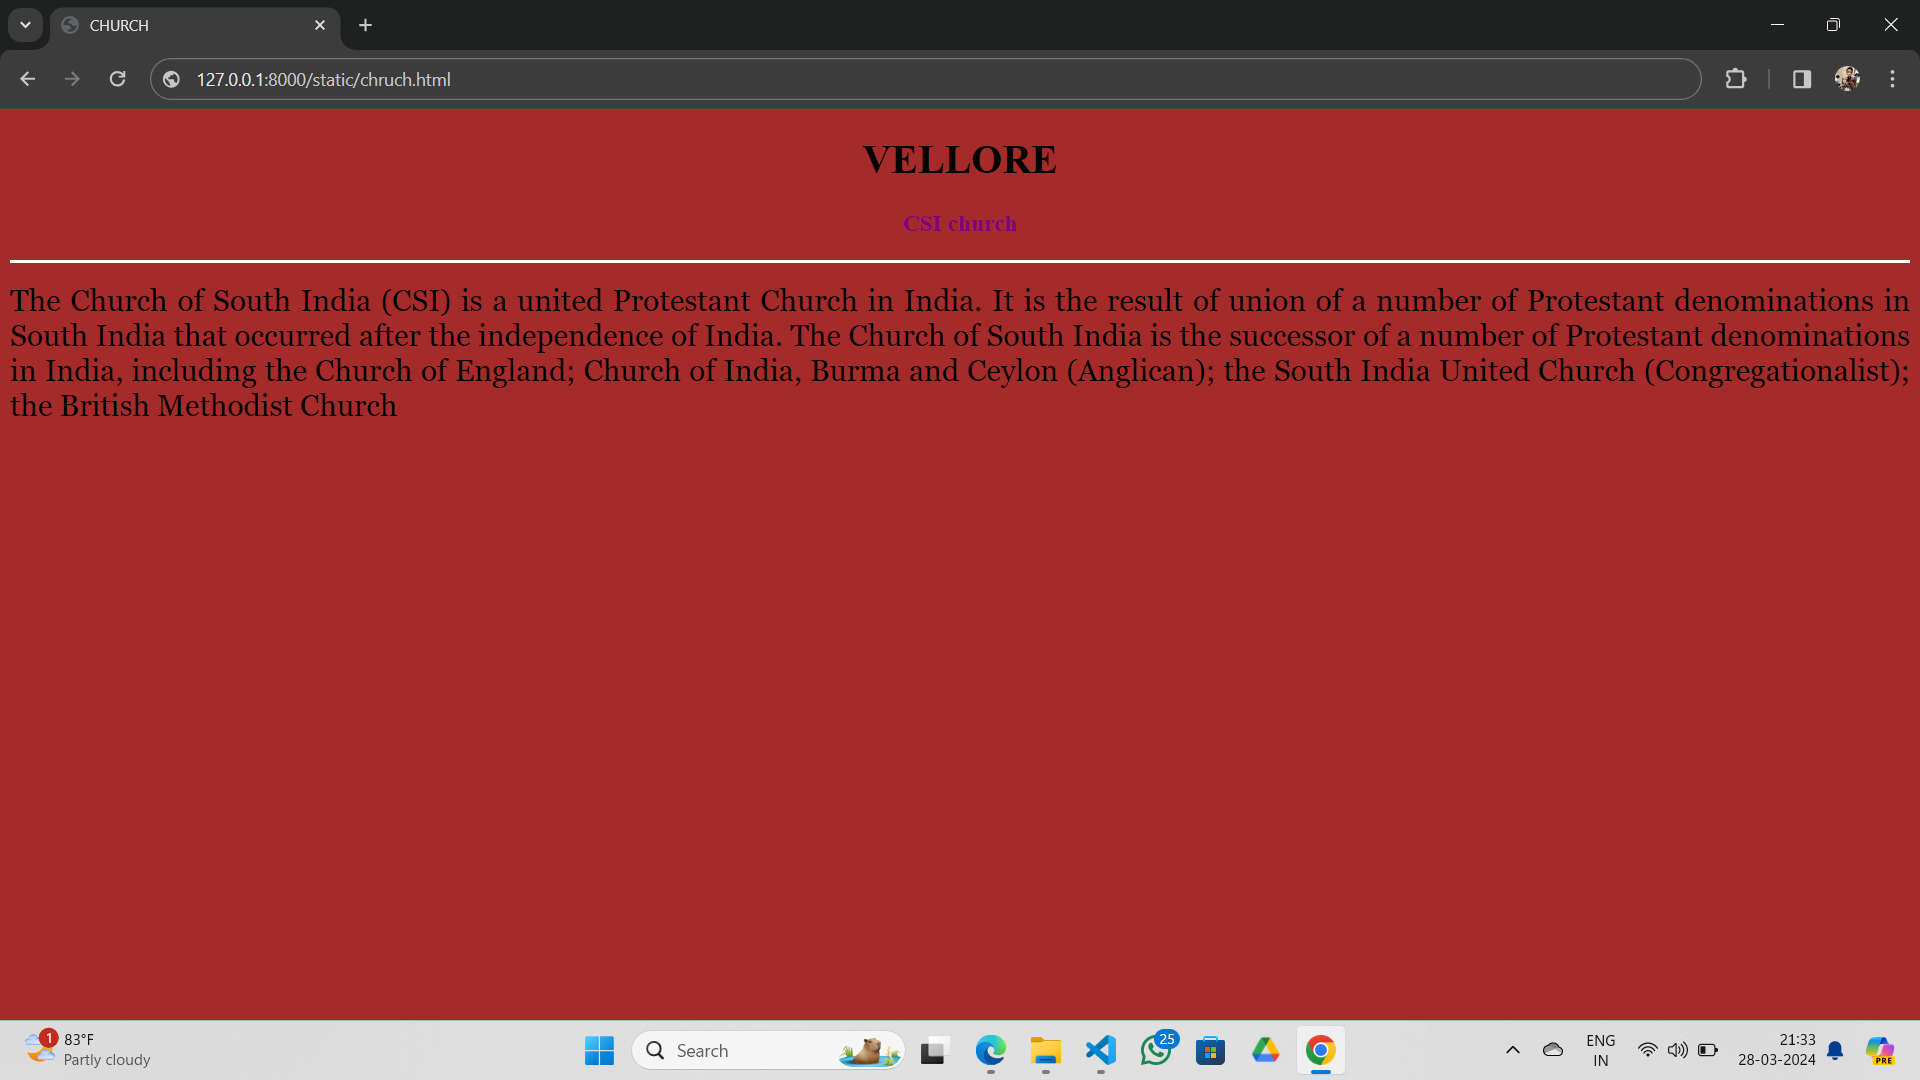 CHURCH
127.0.0.1:8000/static/chruch.html
VELLORE
CSI church
The Church of South India (CSI) is a united Protestant Church in India. It is the result of union of a number of Protestant denominations in
South India that occurred after the independence of India. The Church of South India is the successor of a number of Protestant denominations
in India, including the Church of England; Church of India, Burma and Ceylon (Anglican); the South India United Church (Congregationalist);
the British Methodist Church
1
83°F
Partly cloudy
Search
25
ENG
IN
21:33
28-03-2024
PRE